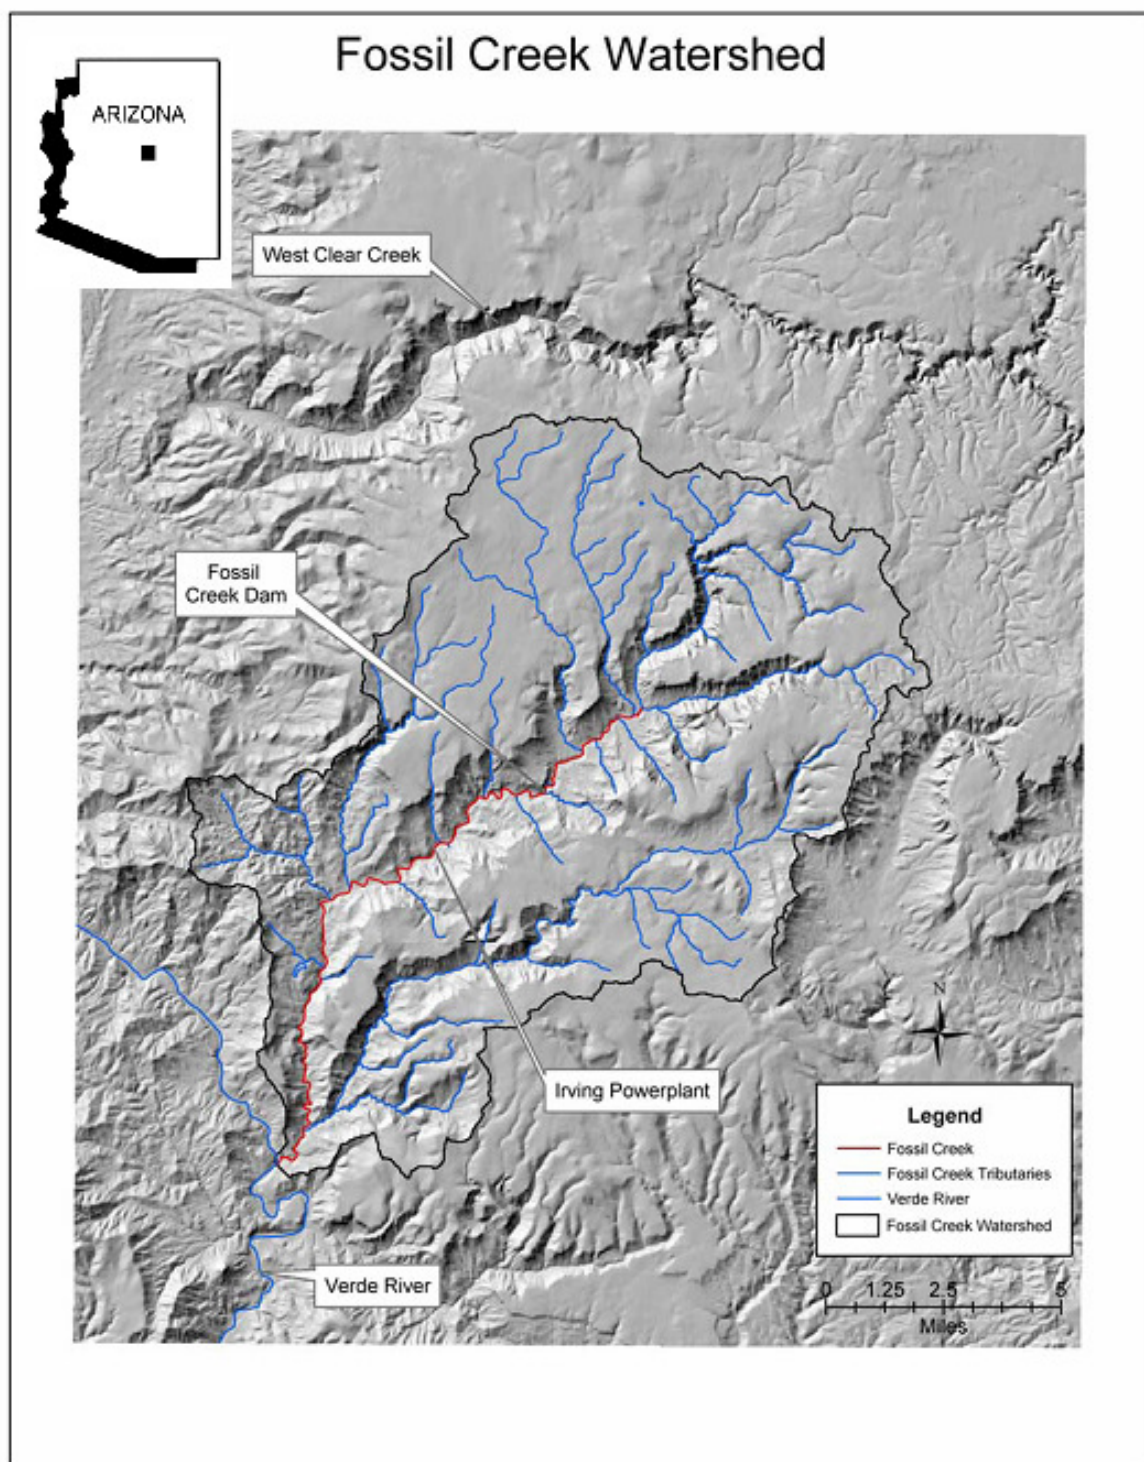 Fossil Creek Watershed
ARIZONA
West Clear Creek
Fossil
Creek Dam
N
Irving Powerplant
Legend
Fossil Creek
Fossil Creek Tributaries
Verde River
Fossil Creek Watershed
Verde River
0 1.25 2.5 5
Miles